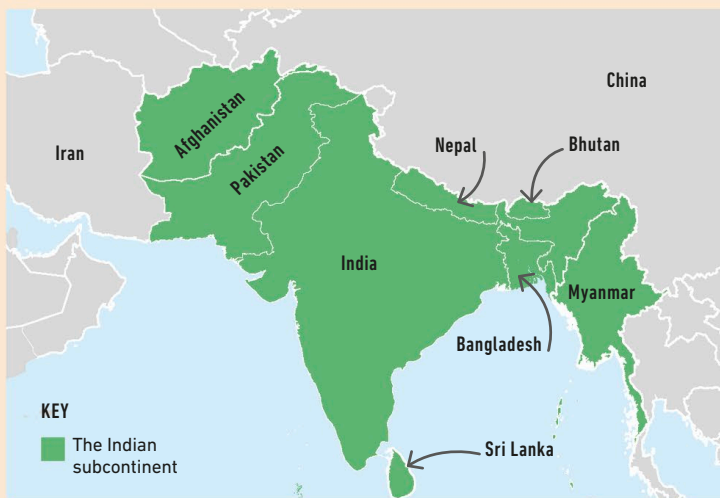 China
Afghanistan
Iran
Nepal
Bhutan
Pakistan
India
Myanmar
Bangladesh
KEY
The Indian
subcontinent
Sri Lanka